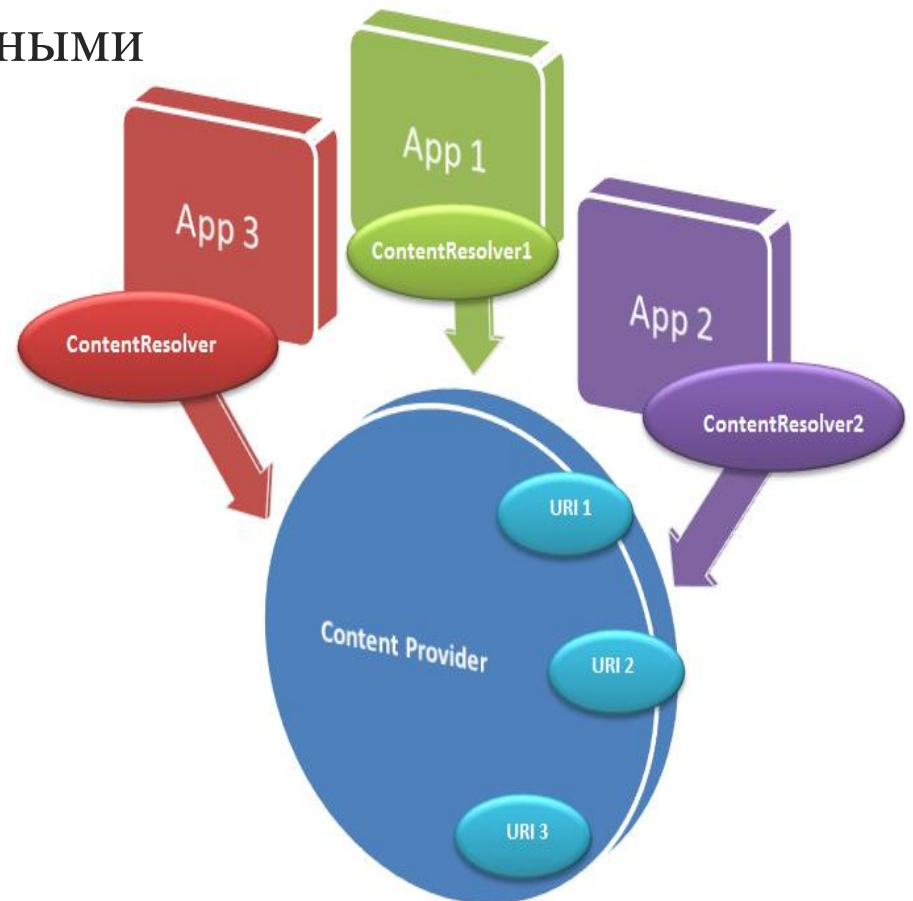 ными
App 1
App 3
ContentResolver1
App 2
ContentResolver
ContentResolver2
URI 1
Content Provider
URI 2
URI 3